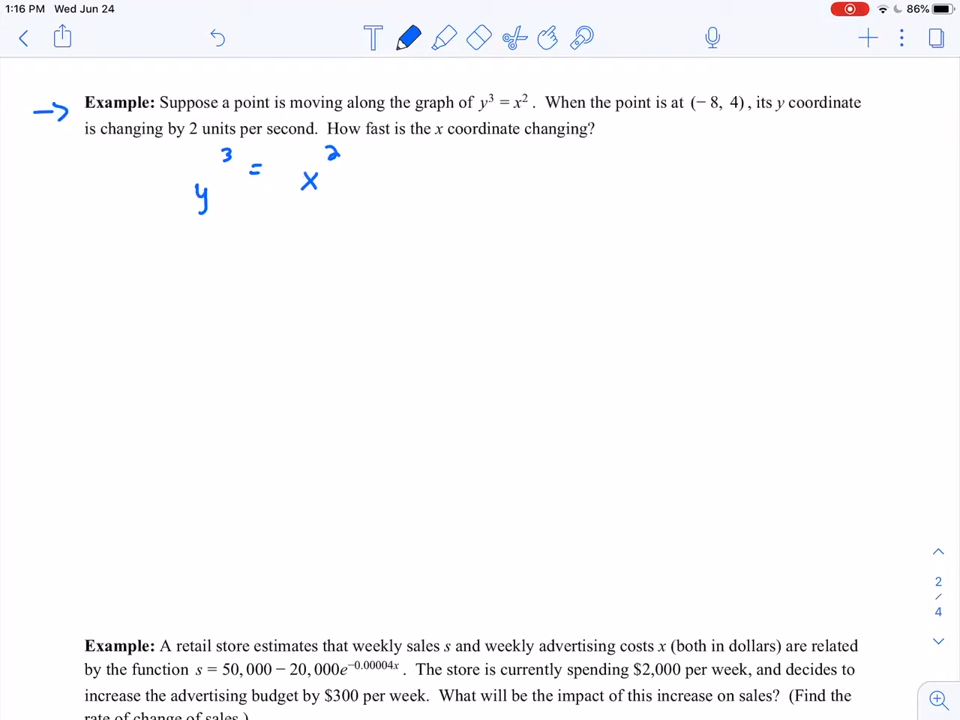 1:16 PM Wed Jun 24 86%
T
Example: Suppose a point is moving along the graph of y³ = x². When the point is at (− 8, 4), its y coordinate
is changing by 2 units per second. How fast is the x coordinate changing?
y³ = x²
2
/
4
Example: A retail store estimates that weekly sales s and weekly advertising costs x (both in dollars) are related
by the function s = 50,000 − 20,000e^−0.00004x. The store is currently spending $2,000 per week, and decides to
increase the advertising budget by $300 per week. What will be the impact of this increase on sales? (Find the
rate of change of sales.)